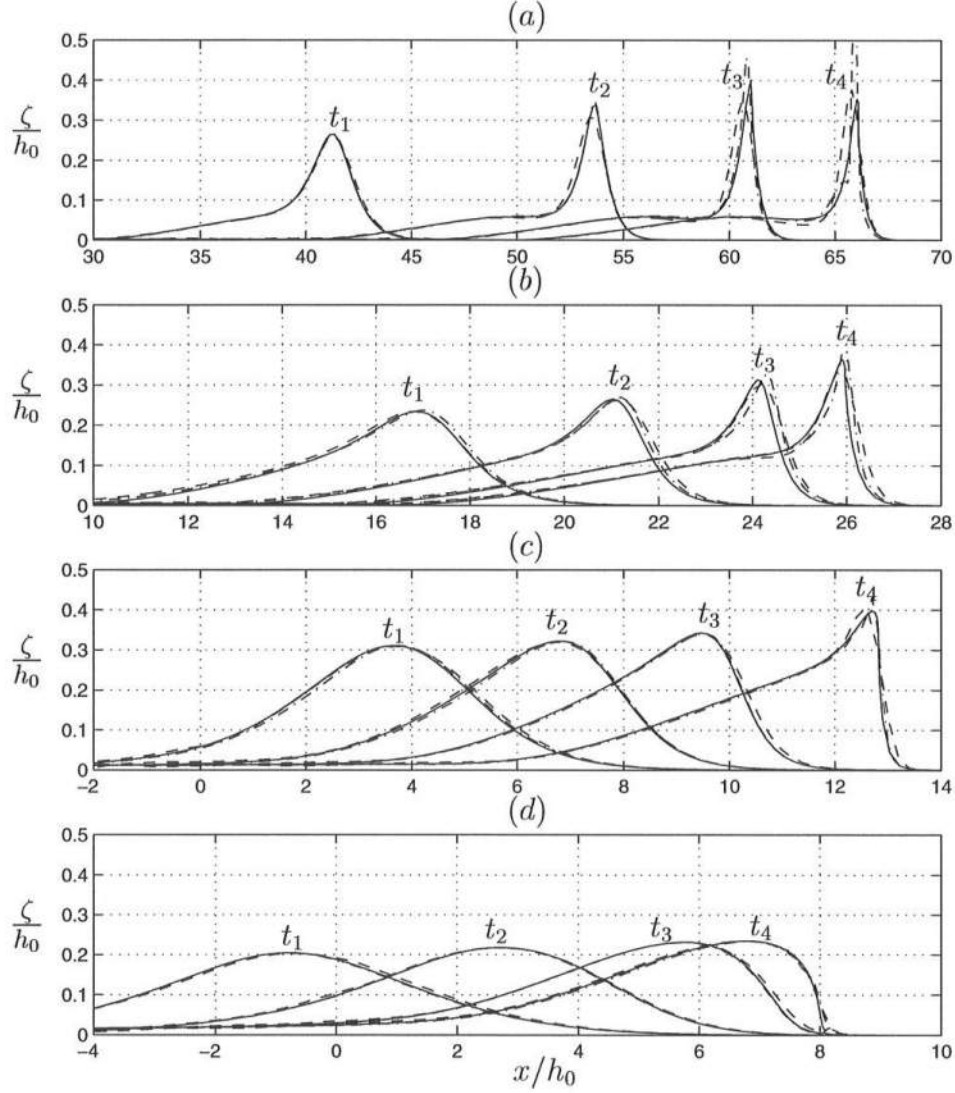 (a)
0.5
0.4
0.3
0.2
0.1
0
ζ/h₀
t₁
t₂
t₃
t₄
30 35 40 45 50 55 60 65 70
(b)
0.5
0.4
0.3
0.2
0.1
0
ζ/h₀
t₁
t₂
t₃
t₄
10 12 14 16 18 20 22 24 26 28
(c)
0.5
0.4
0.3
0.2
0.1
0
ζ/h₀
t₁
t₂
t₃
t₄
−2 0 2 4 6 8 10 12 14
(d)
0.5
0.4
0.3
0.2
0.1
0
ζ/h₀
t₁
t₂
t₃
t₄
−4 −2 0 2 4 6 8 10
x/h₀